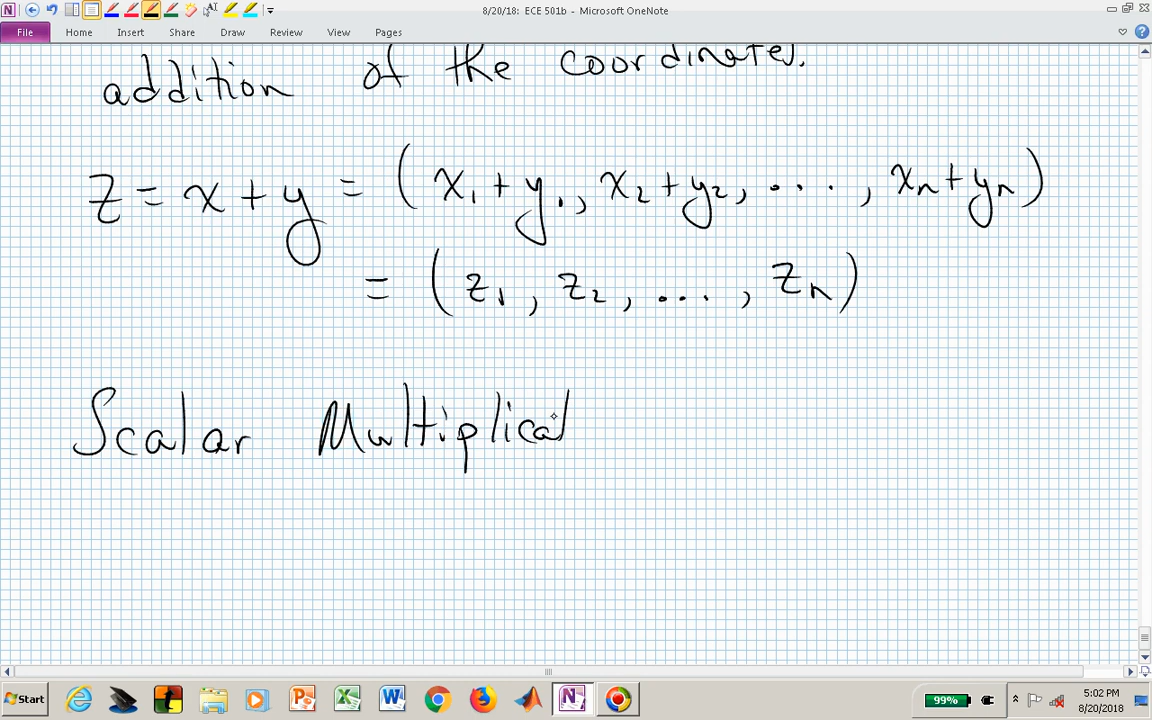 8/20/18: ECE 501b - Microsoft OneNote
File Home Insert Share Draw Review View Pages
addition of the coordinates.
z = x + y = (x₁ + y₁, x₂ + y₂, ..., xₙ + yₙ)
= (z₁, z₂, ..., zₙ)
Scalar Multiplicat
Start
99%
5:02 PM
8/20/2018